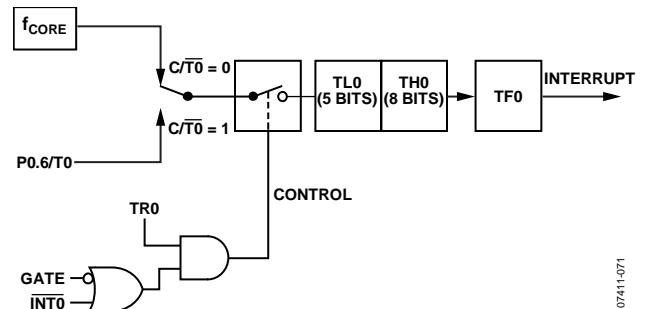 fCORE
C/T0 = 0
TL0
(5 BITS)
TH0
(8 BITS)
TF0
INTERRUPT
C/T0 = 1
P0.6/T0
CONTROL
TR0
GATE
INT0
07411-071